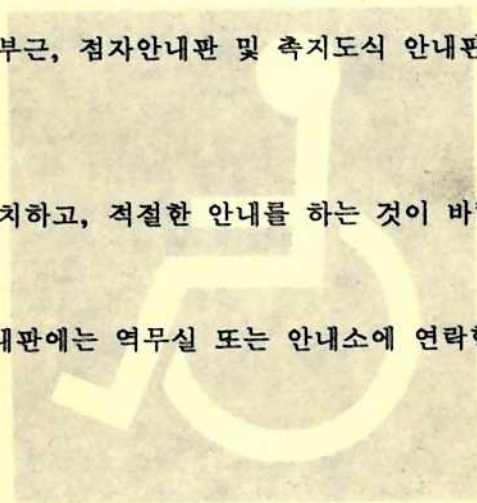 부근, 점자안내판 및 촉지도식 안내판
치하고, 적절한 안내를 하는 것이 바
내판에는 역무실 또는 안내소에 연락